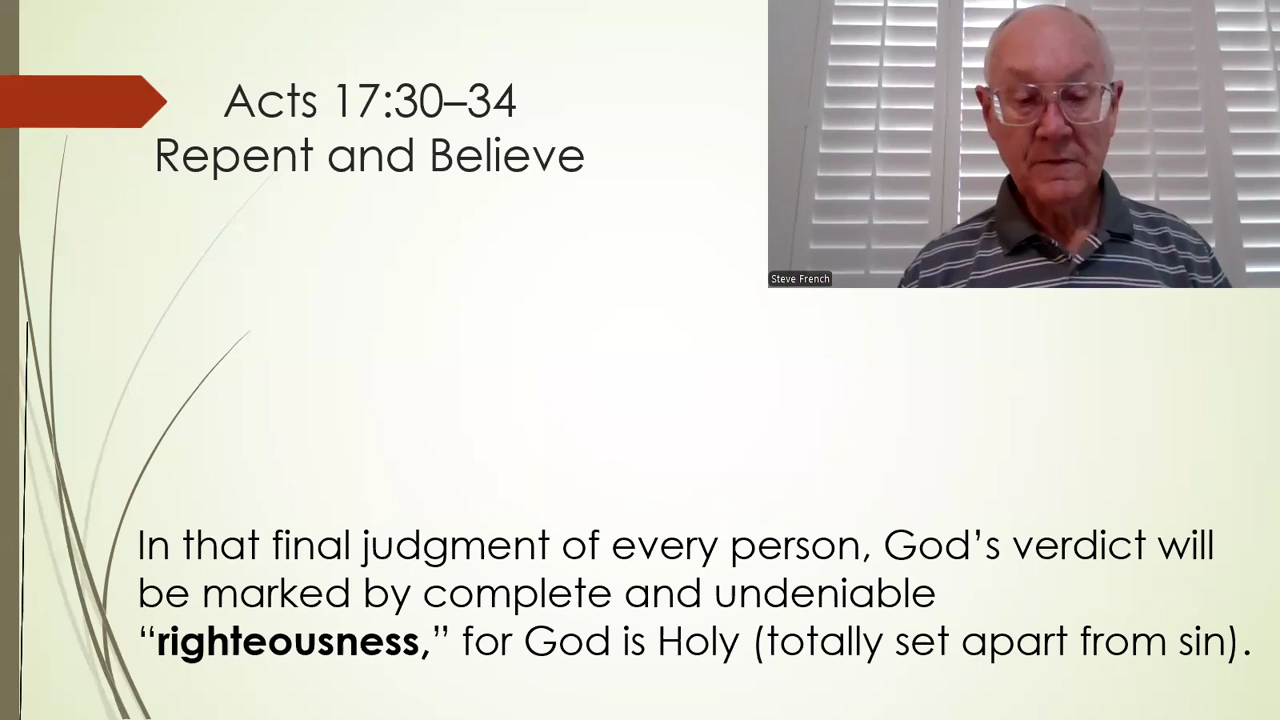 Acts 17:30–34
Repent and Believe
Steve French
In that final judgment of every person, God’s verdict will
be marked by complete and undeniable
“righteousness,” for God is Holy (totally set apart from sin).